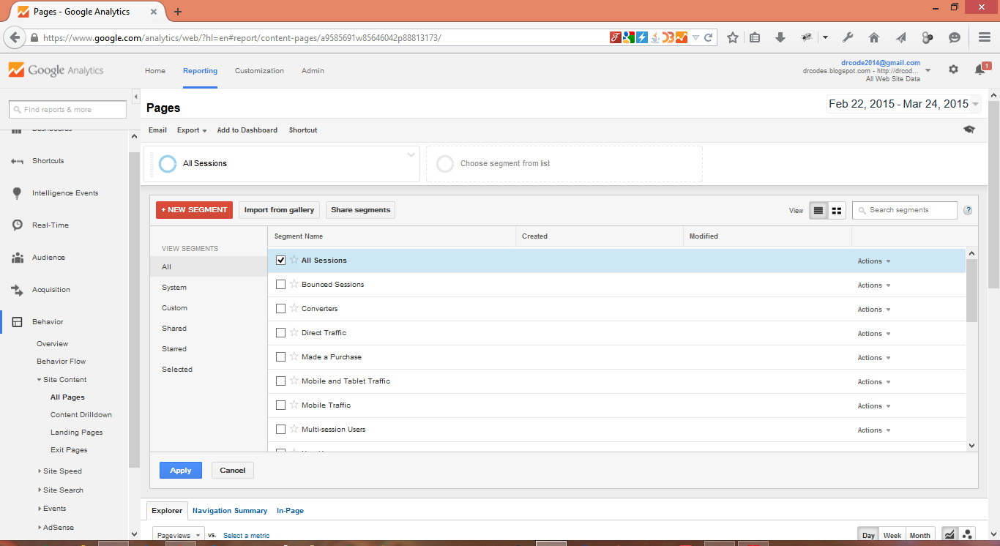 Pages - Google Analytics
https://www.google.com/analytics/web/?hl=en#report/content-pages/a9585691w85646042p88813173/
Google Analytics
Home Reporting Customization Admin
drcode2014@gmail.com
drcodes.blogspot.com - http://drcod...
All Web Site Data
1
Find reports & more
Dashboards
Shortcuts
Intelligence Events
Real-Time
Audience
Acquisition
Behavior
Overview
Behavior Flow
Site Content
All Pages
Content Drilldown
Landing Pages
Exit Pages
Site Speed
Site Search
Events
AdSense
Pages
Feb 22, 2015 - Mar 24, 2015
Email Export Add to Dashboard Shortcut
All Sessions
Choose segment from list
+ NEW SEGMENT Import from gallery Share segments
View
Search segments
?
VIEW SEGMENTS
All
System
Custom
Shared
Starred
Selected
Segment Name Created Modified
All Sessions Actions
Bounced Sessions Actions
Converters Actions
Direct Traffic Actions
Made a Purchase Actions
Mobile and Tablet Traffic Actions
Mobile Traffic Actions
Multi-session Users Actions
Apply Cancel
Explorer Navigation Summary In-Page
Pageviews vs. Select a metric
Day Week Month